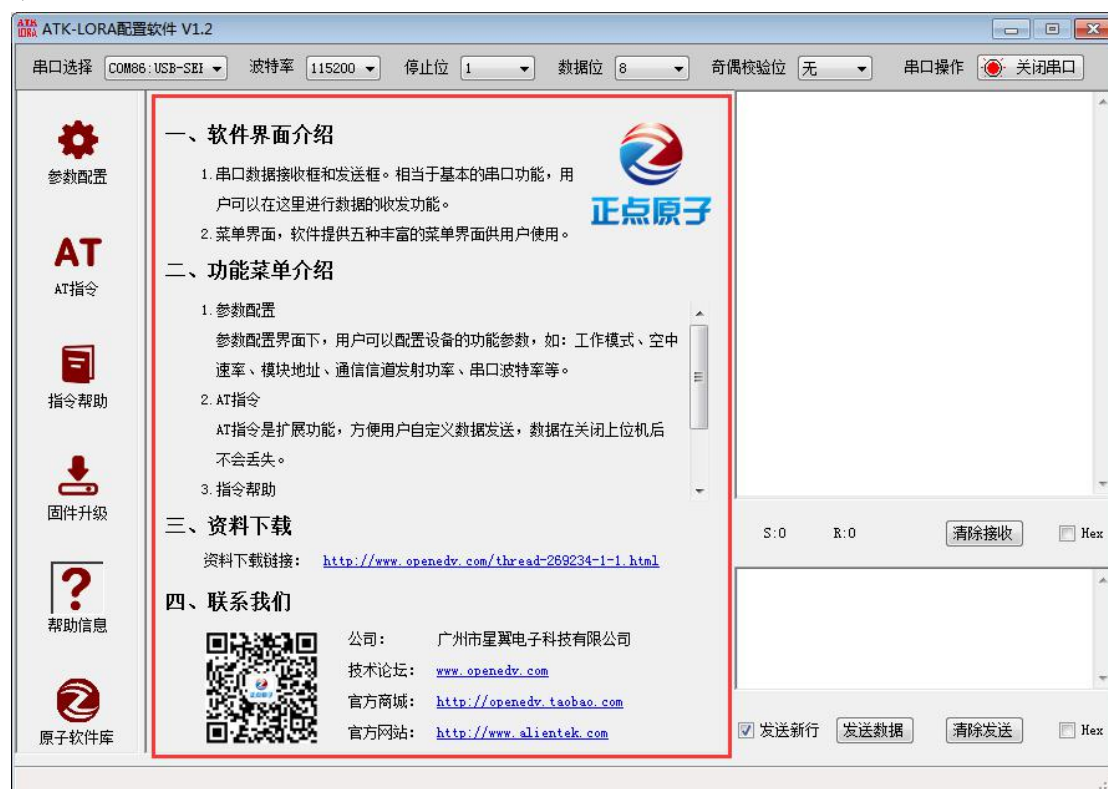 ATK-LORA配置软件 V1.2
串口选择 COM86:USB-SEI 波特率 115200 停止位 1 数据位 8 奇偶校验位 无 串口操作 关闭串口
参数配置
AT
AT指令
指令帮助
固件升级
?
帮助信息
原子软件库
一、软件界面介绍
1.串口数据接收框和发送框。相当于基本的串口功能，用
户可以在这里进行数据的收发功能。
2.菜单界面，软件提供五种丰富的菜单界面供用户使用。
正点原子
二、功能菜单介绍
1.参数配置
参数配置界面下，用户可以配置设备的功能参数，如：工作模式、空中
速率、模块地址、通信信道发射功率、串口波特率等。
2.AT指令
AT指令是扩展功能，方便用户自定义数据发送，数据在关闭上位机后
不会丢失。
3.指令帮助
三、资料下载
资料下载链接： http://www.openedv.com/thread-269234-1-1.html
四、联系我们
公司： 广州市星翼电子科技有限公司
技术论坛： www.openedv.com
官方商城： http://openedv.taobao.com
官方网站： http://www.alientek.com
S:0 R:0 清除接收 Hex
发送新行 发送数据 清除发送 Hex